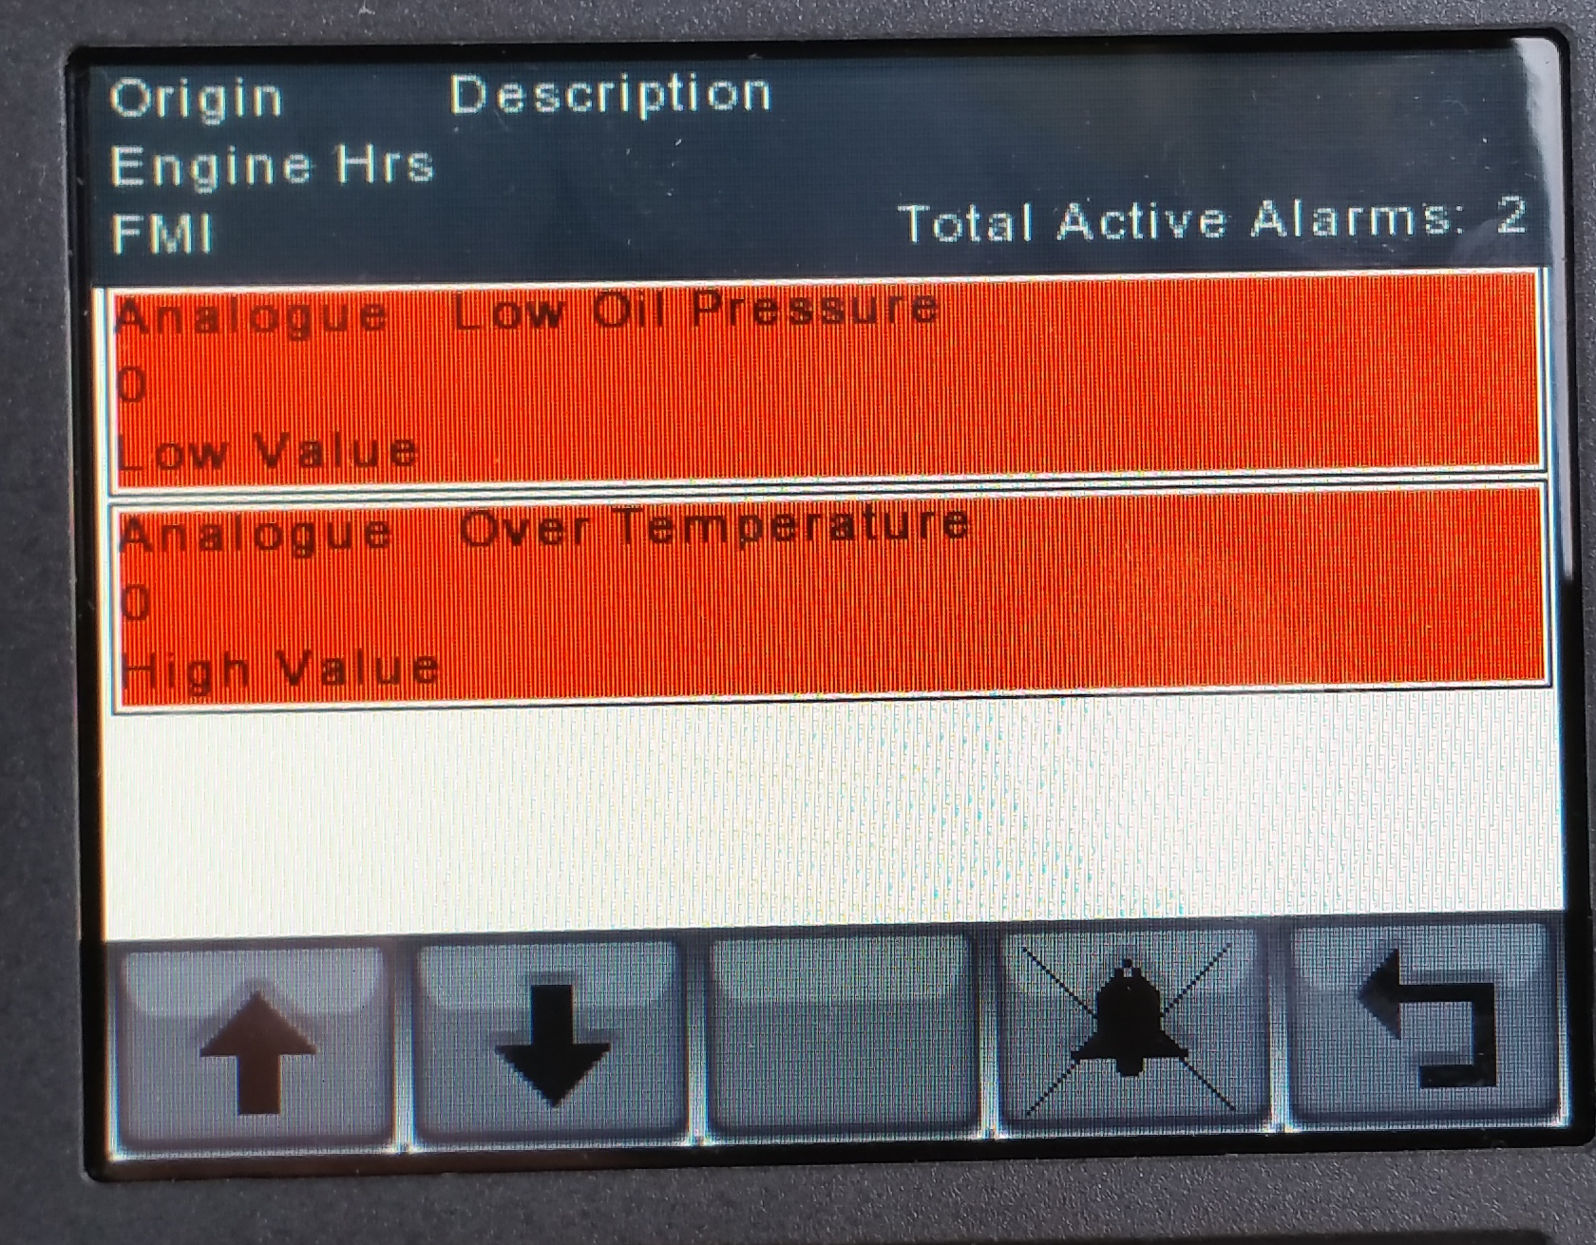 Origin Description
Engine Hrs
FMI Total Active Alarms: 2
Analogue Low Oil Pressure
0
Low Value
Analogue Over Temperature
0
High Value